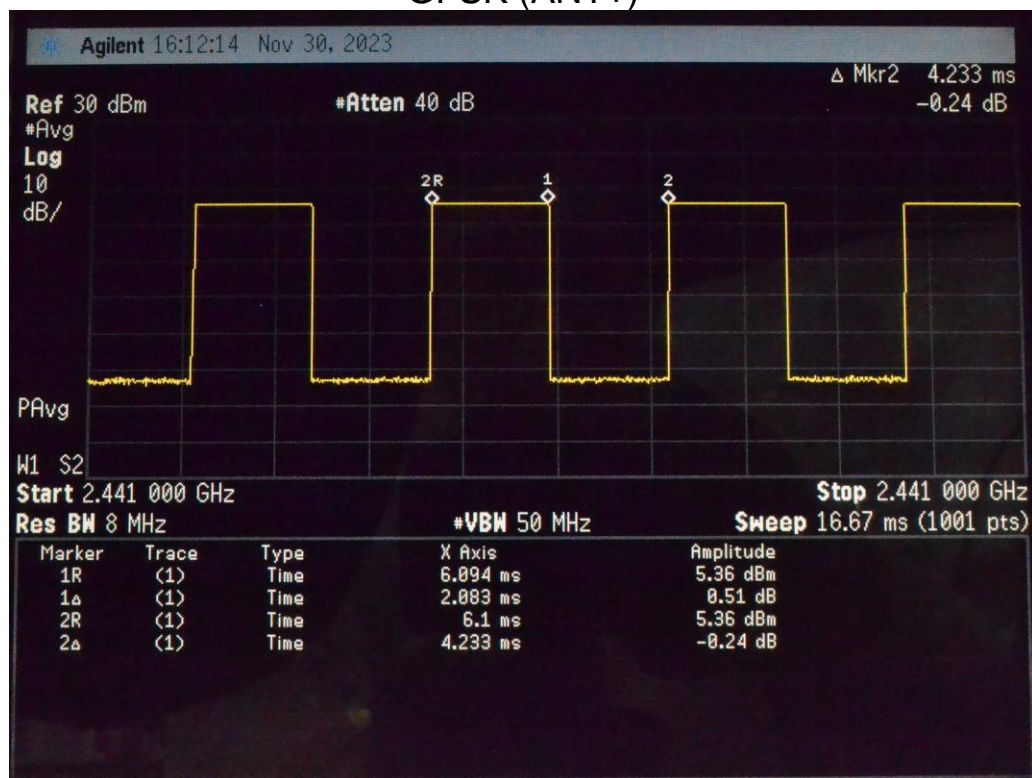 Agilent 16:12:14 Nov 30, 2023
Δ Mkr2 4.233 ms
Ref 30 dBm #Atten 40 dB -0.24 dB
#Avg
Log
10
dB/
2R 1 2
PAvg
W1 S2
Start 2.441 000 GHz Stop 2.441 000 GHz
Res BW 8 MHz #VBW 50 MHz Sweep 16.67 ms (1001 pts)
Marker Trace Type X Axis Amplitude
1R (1) Time 6.094 ms 5.36 dBm
1Δ (1) Time 2.083 ms 0.51 dB
2R (1) Time 6.1 ms 5.36 dBm
2Δ (1) Time 4.233 ms -0.24 dB